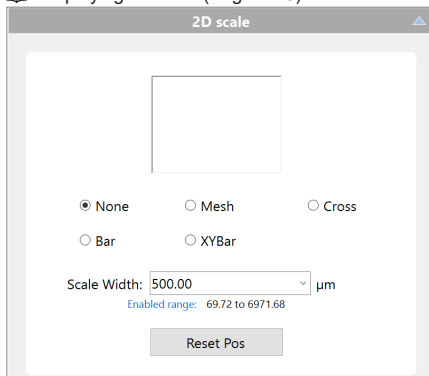 2D scale
None Mesh Cross
Bar XYBar
Scale Width: 500.00 μm
Enabled range: 69.72 to 6971.68
Reset Pos